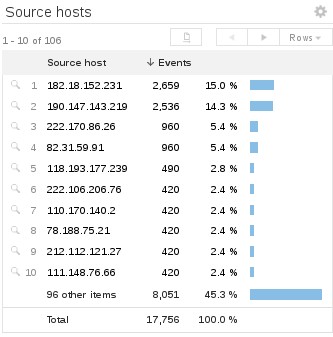 Source hosts
1 - 10 of 106
Rows
Source host Events
1 182.18.152.231 2,659 15.0 %
2 190.147.143.219 2,536 14.3 %
3 222.170.86.26 960 5.4 %
4 82.31.59.91 960 5.4 %
5 118.193.177.239 490 2.8 %
6 222.106.206.76 420 2.4 %
7 110.170.140.2 420 2.4 %
8 78.188.75.21 420 2.4 %
9 212.112.121.27 420 2.4 %
10 111.148.76.66 420 2.4 %
96 other items 8,051 45.3 %
Total 17,756 100.0 %